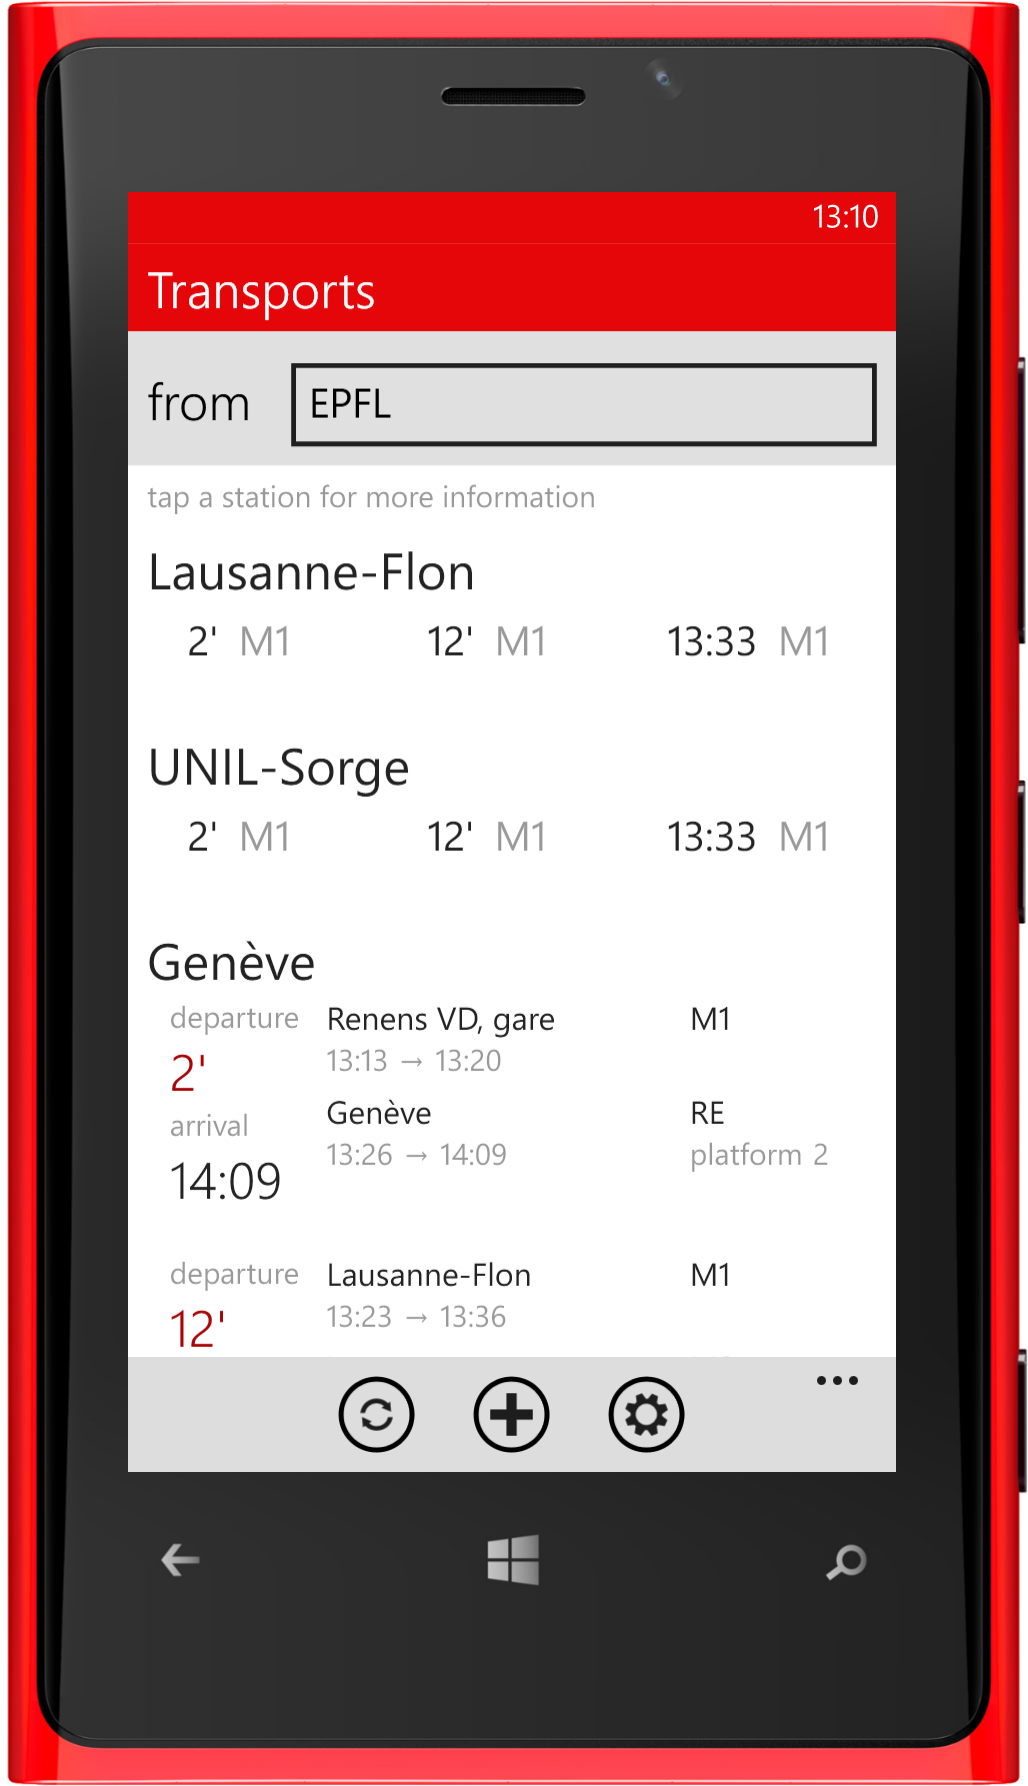 13:10
Transports
from EPFL
tap a station for more information
Lausanne-Flon
2' M1 12' M1 13:33 M1
UNIL-Sorge
2' M1 12' M1 13:33 M1
Genève
departure Renens VD, gare M1
2' 13:13 → 13:20
arrival Genève RE
14:09 13:26 → 14:09 platform 2
departure Lausanne-Flon M1
12' 13:23 → 13:36